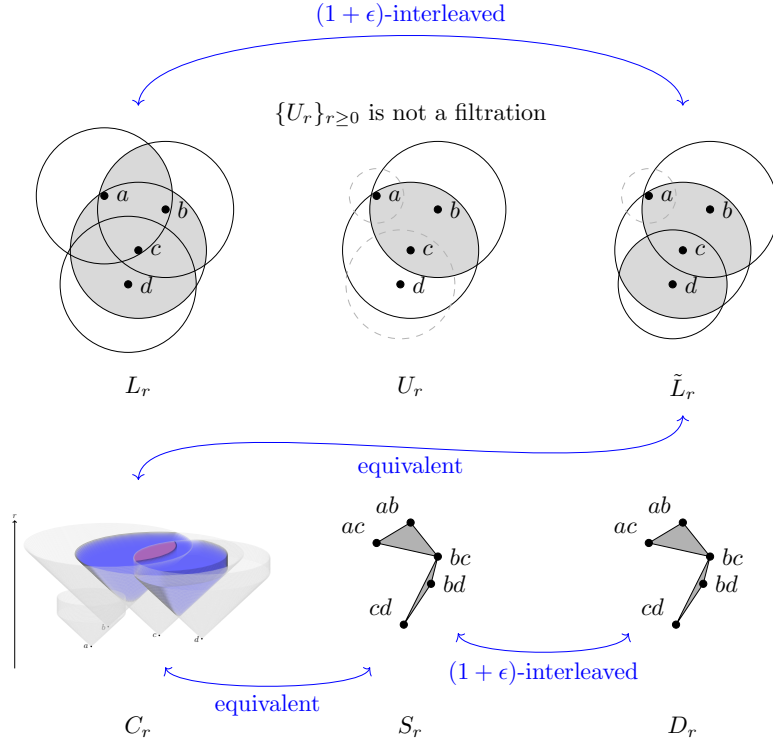 (1 + ϵ)-interleaved
{U_r}_{r≥0} is not a filtration
a
b
c
d
a
b
c
d
a
b
c
d
L_r
U_r
L̃_r
equivalent
r
a
b
c
d
ab
ac
bc
bd
cd
ab
ac
bc
bd
cd
equivalent
(1 + ϵ)-interleaved
C_r
S_r
D_r